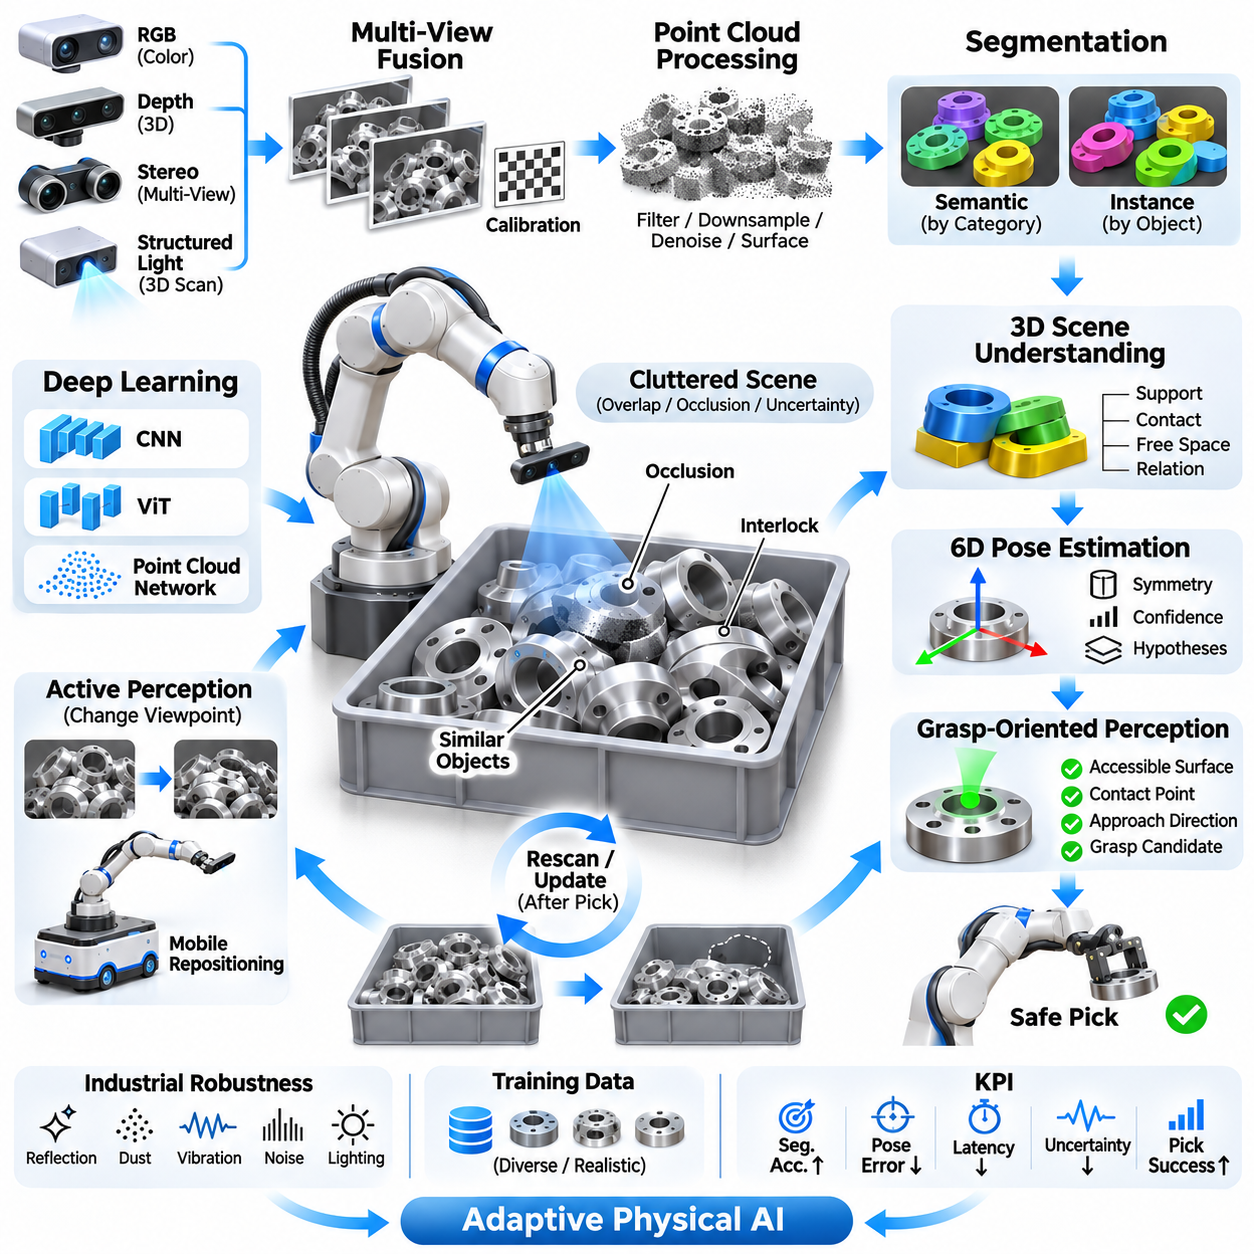 RGB
(Color)
Depth
(3D)
Stereo
(Multi-View)
Structured
Light
(3D Scan)
Multi-View
Fusion
Calibration
Point Cloud
Processing
Filter / Downsample /
Denoise / Surface
Segmentation
Semantic
(by Category)
Instance
(by Object)
Deep Learning
CNN
ViT
Point Cloud
Network
Cluttered Scene
(Overlap / Occlusion / Uncertainty)
Occlusion
Interlock
Similar
Objects
3D Scene
Understanding
Support
Contact
Free Space
Relation
6D Pose Estimation
Symmetry
Confidence
Hypotheses
Active Perception
(Change Viewpoint)
Mobile
Repositioning
Rescan /
Update
(After Pick)
Grasp-Oriented Perception
Accessible Surface
Contact Point
Approach Direction
Grasp Candidate
Safe Pick
Industrial Robustness
Reflection
Dust
Vibration
Noise
Lighting
Training Data
(Diverse / Realistic)
KPI
Seg.
Acc. ↑
Pose
Error ↓
Latency
↓
Uncertainty
↓
Pick
Success ↑
Adaptive Physical AI